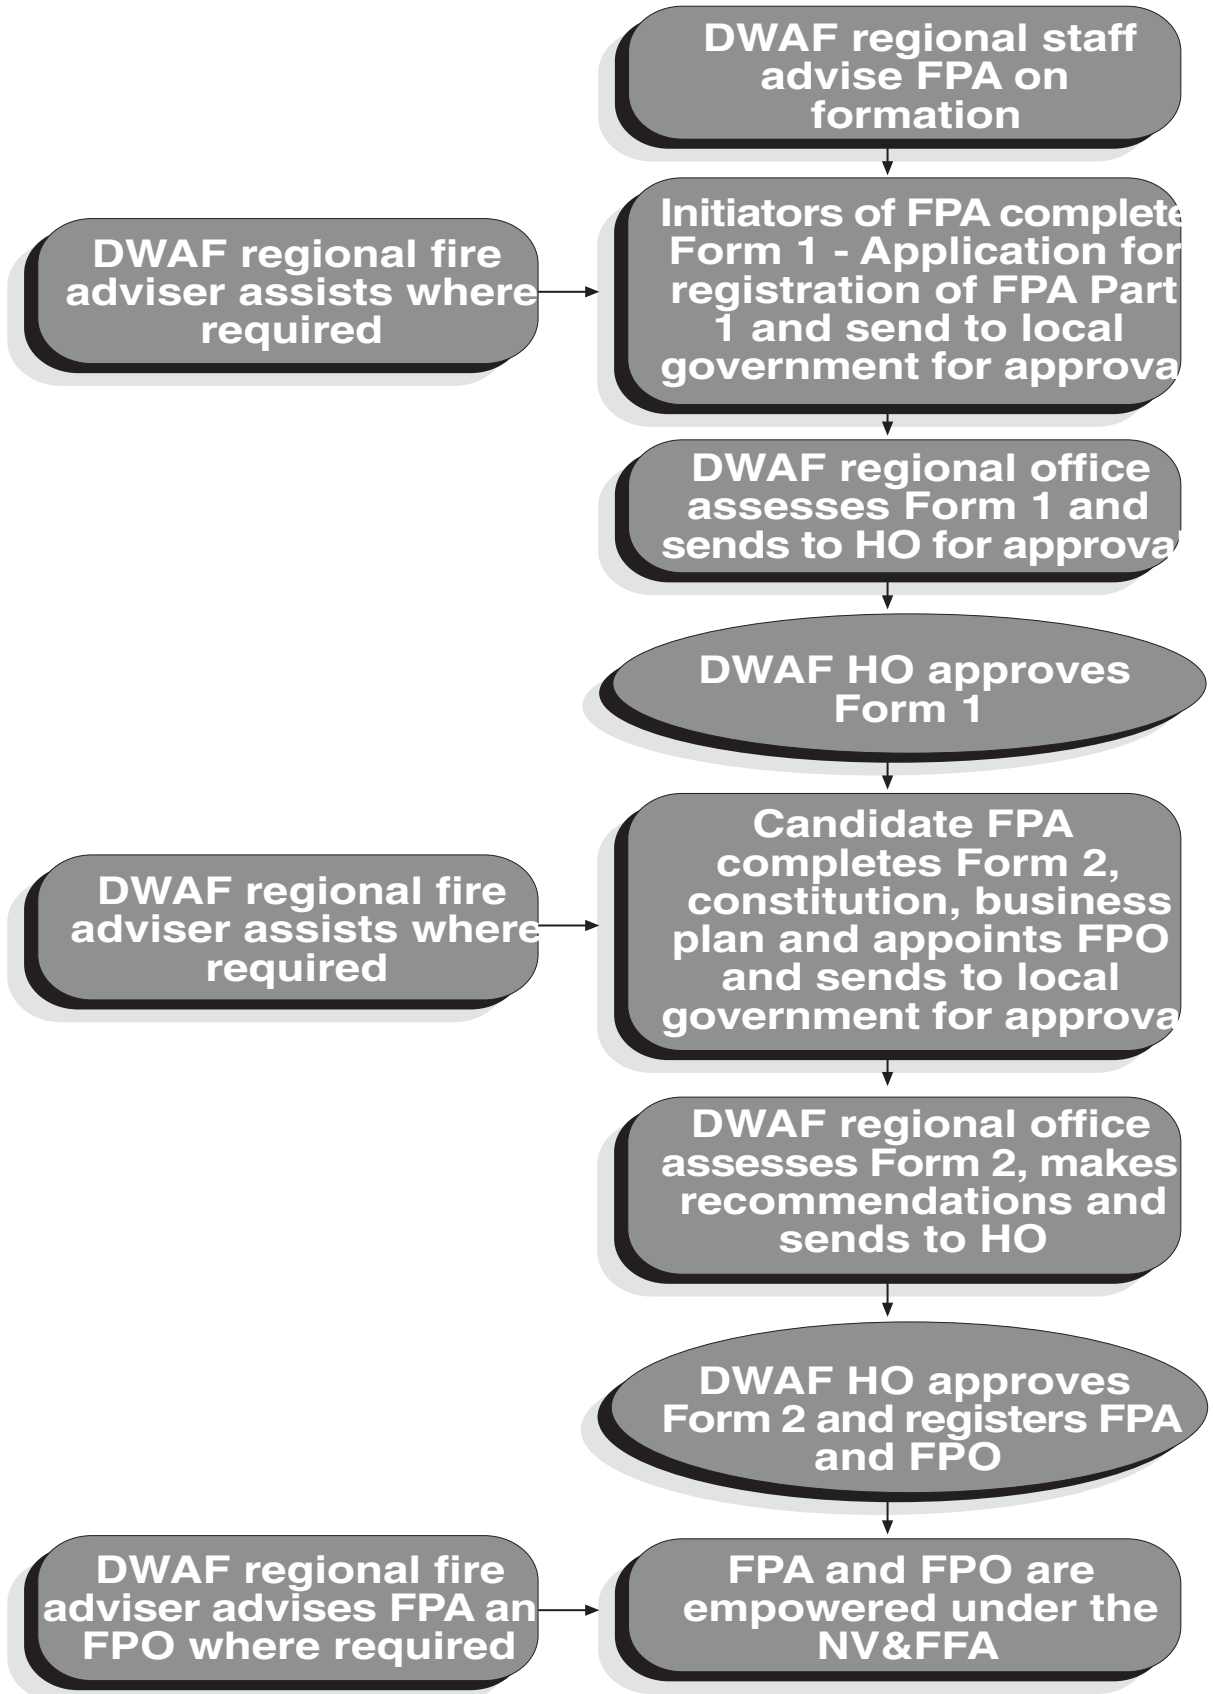 DWAF regional staff
advise FPA on
formation
DWAF regional fire
adviser assists where
required
Initiators of FPA complete
Form 1 - Application for
registration of FPA Part
1 and send to local
government for approva
DWAF regional office
assesses Form 1 and
sends to HO for approval
DWAF HO approves
Form 1
DWAF regional fire
adviser assists where
required
Candidate FPA
completes Form 2,
constitution, business
plan and appoints FPO
and sends to local
government for approva
DWAF regional office
assesses Form 2, makes
recommendations and
sends to HO
DWAF HO approves
Form 2 and registers FPA
and FPO
DWAF regional fire
adviser advises FPA an
FPO where required
FPA and FPO are
empowered under the
NV&FFA